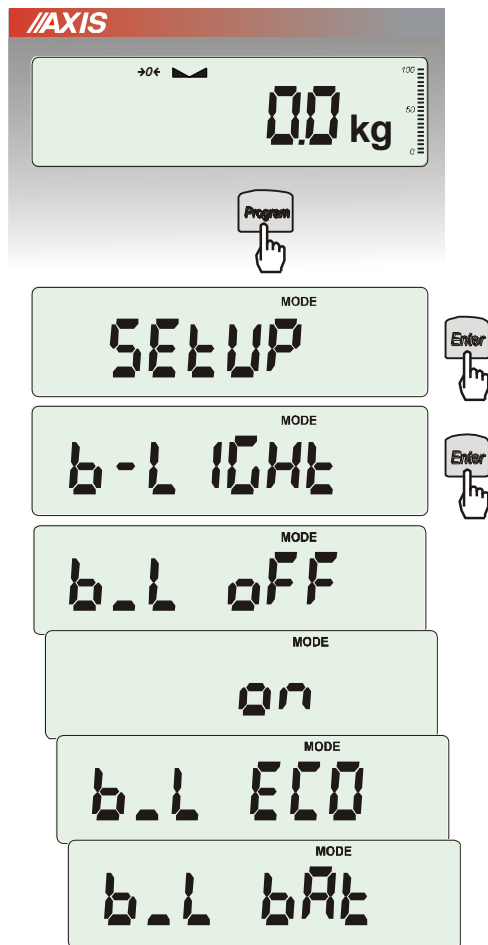 //AXIS
→0← 100
50
0.0 kg
0
Program
MODE
SEtUP
Enter
MODE
b-LIGHt
Enter
MODE
b_L oFF
MODE
on
MODE
b_L ECO
MODE
b_L bAt